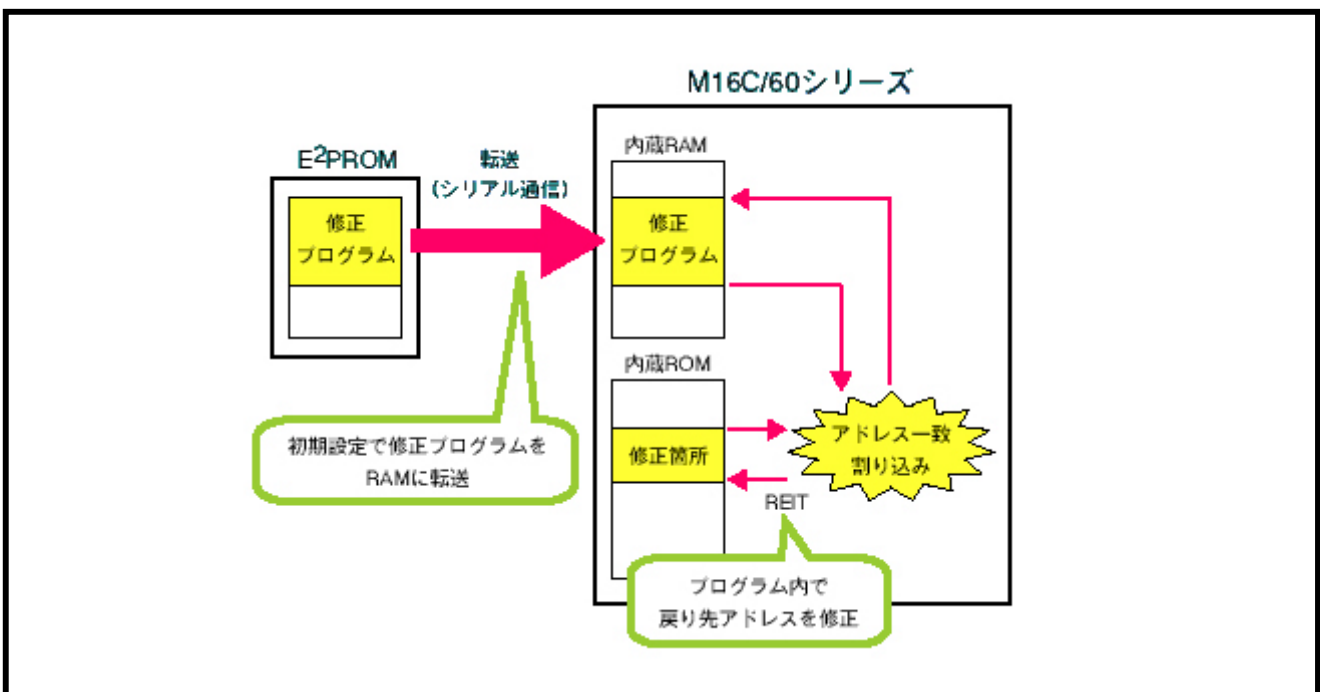 M16C/60シリーズ
E2PROM
転送
(シリアル通信)
内蔵RAM
修正
プログラム
修正
プログラム
内蔵ROM
初期設定で修正プログラムを
RAMに転送
修正箇所
アドレス一致
割り込み
REIT
プログラム内で
戻り先アドレスを修正